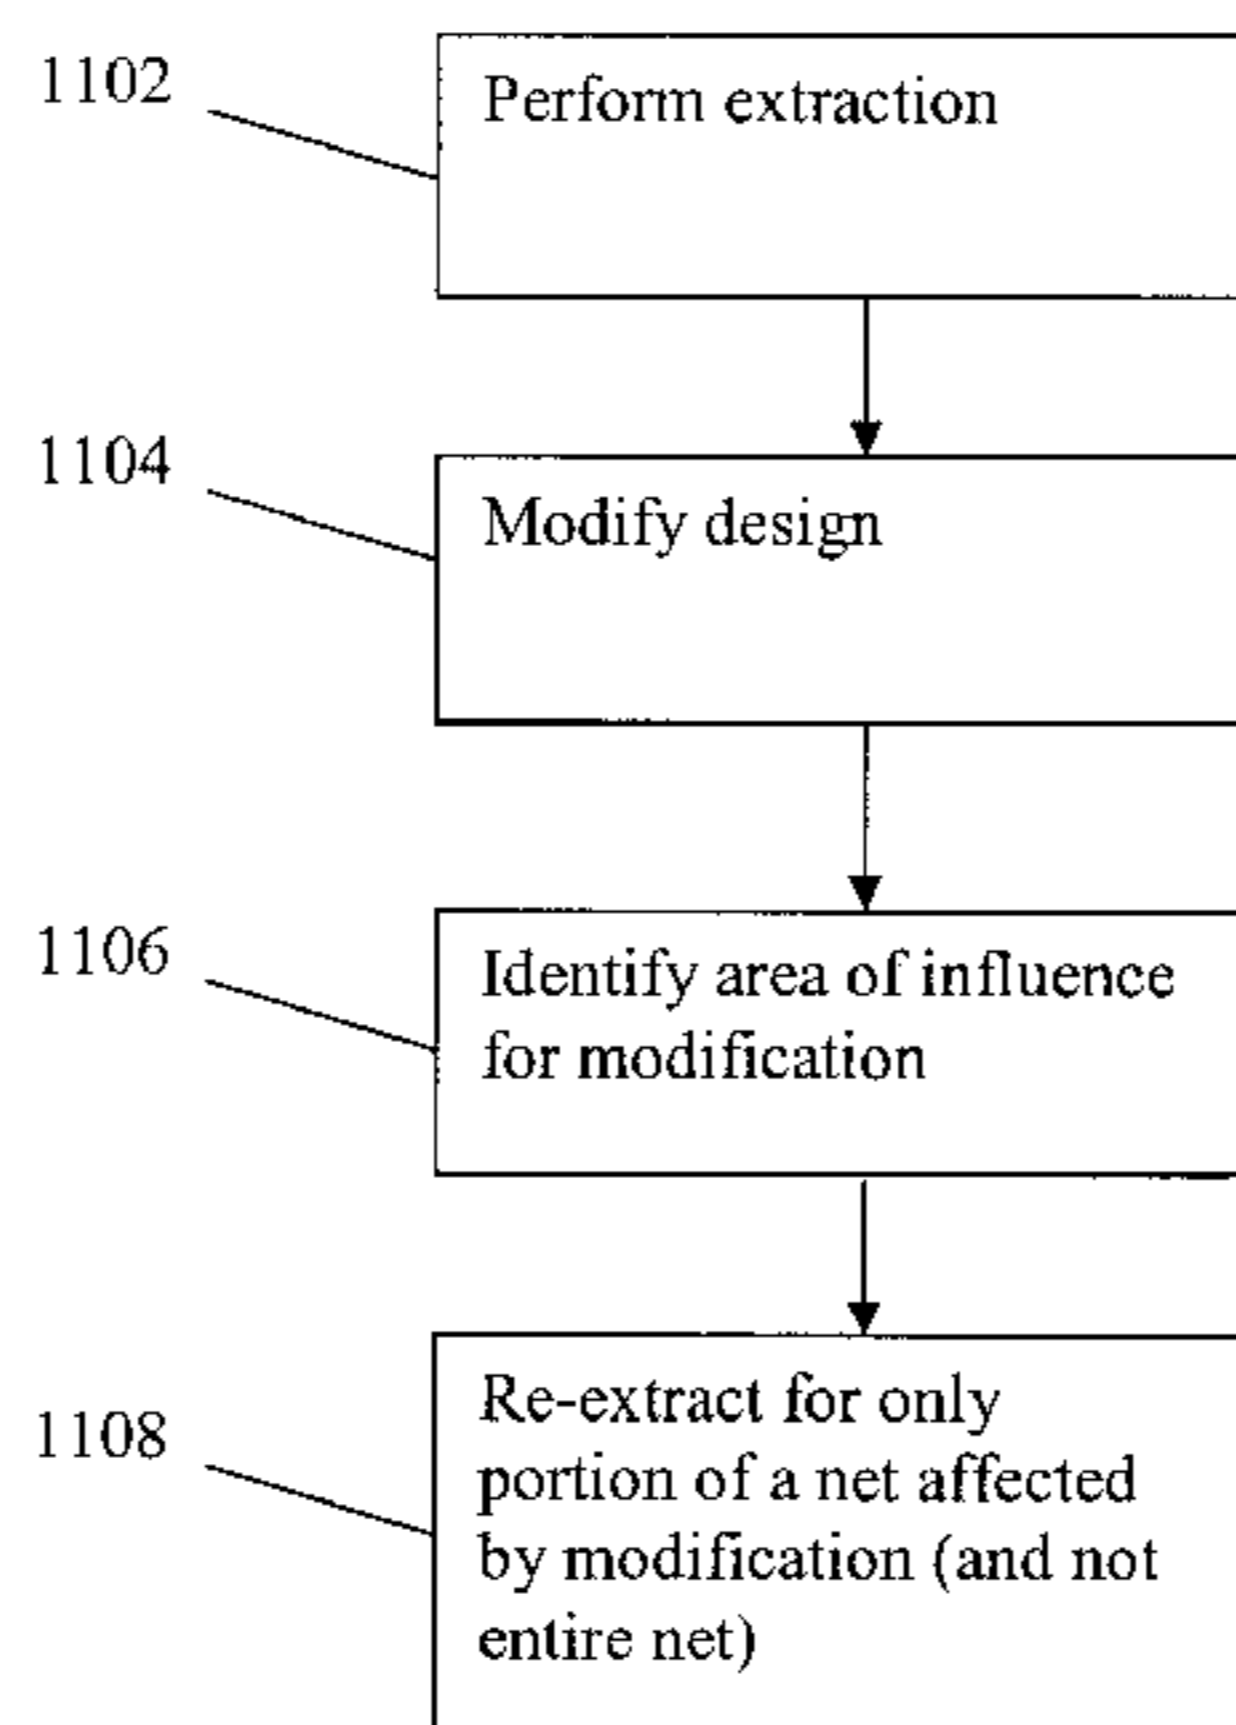 1102
Perform extraction
1104
Modify design
1106
Identify area of influence
for modification
1108
Re-extract for only
portion of a net affected
by modification (and not
entire net)